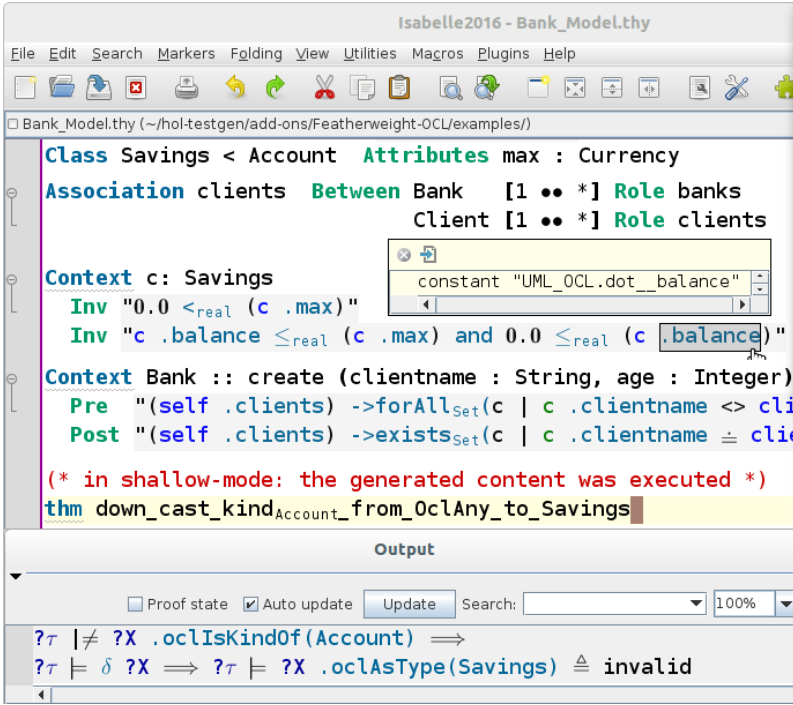 Isabelle2016 - Bank_Model.thy
File Edit Search Markers Folding View Utilities Macros Plugins Help
Bank_Model.thy (~/hol-testgen/add-ons/Featherweight-OCL/examples/)
Class Savings < Account Attributes max : Currency
Association clients Between Bank [1 •• *] Role banks
Client [1 •• *] Role clients
constant "UML_OCL.dot__balance"
Context c: Savings
Inv "0.0 <ᵣₑₐₗ (c .max)"
Inv "c .balance ≤ᵣₑₐₗ (c .max) and 0.0 ≤ᵣₑₐₗ (c .balance)"
Context Bank :: create (clientname : String, age : Integer)
Pre "(self .clients) ->forAll_Set(c | c .clientname <> cli
Post "(self .clients) ->exists_Set(c | c .clientname ≐ clie
(* in shallow-mode: the generated content was executed *)
thm down_cast_kind_Account_from_OclAny_to_Savings
Output
Proof state Auto update Update Search: 100%
?τ |≠ ?X .oclIsKindOf(Account) ⟹
?τ ⊨ δ ?X ⟹ ?τ ⊨ ?X .oclAsType(Savings) ≜ invalid